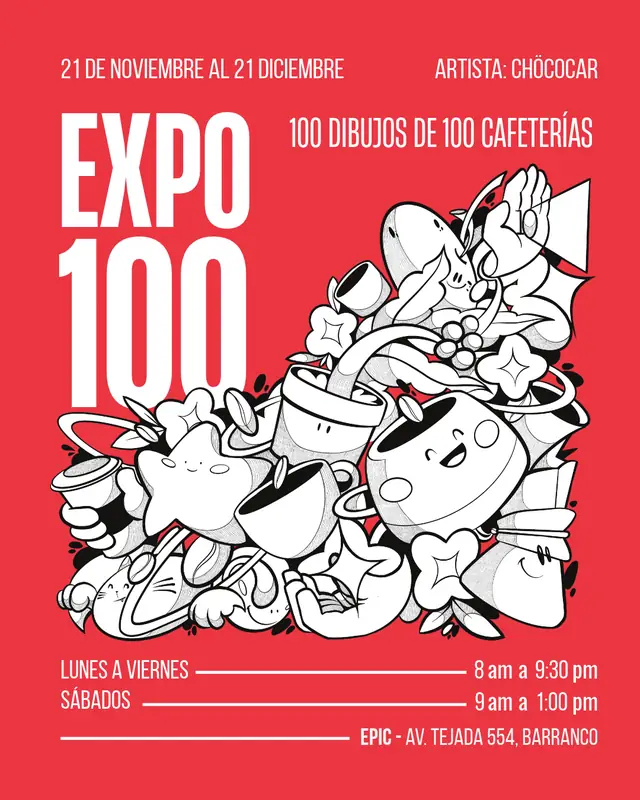 21 DE NOVIEMBRE AL 21 DICIEMBRE
ARTISTA: CHÖCOCAR
EXPO
100
100 DIBUJOS DE 100 CAFETERÍAS
LUNES A VIERNES 8 am a 9:30 pm
SÁBADOS 9 am a 1:00 pm
EPIC - AV. TEJADA 554, BARRANCO